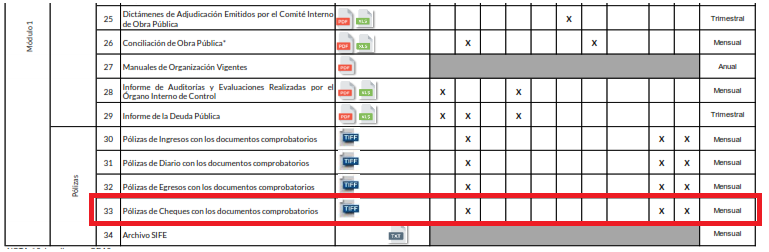 Módulo 1
25 Dictámenes de Adjudicación Emitidos por el Comité Interno de Obra Pública PDF XLS X Trimestral
26 Conciliación de Obra Pública* PDF XLS X X Mensual
27 Manuales de Organización Vigentes PDF Anual
28 Informe de Auditorías y Evaluaciones Realizadas por el Órgano Interno de Control PDF XLS X X Mensual
29 Informe de la Deuda Pública PDF XLS X X X Trimestral
Pólizas
30 Pólizas de Ingresos con los documentos comprobatorios TIFF X X X Mensual
31 Pólizas de Diario con los documentos comprobatorios TIFF X X X Mensual
32 Pólizas de Egresos con los documentos comprobatorios TIFF X X X Mensual
33 Pólizas de Cheques con los documentos comprobatorios TIFF X X X Mensual
34 Archivo SIFE TXT Mensual